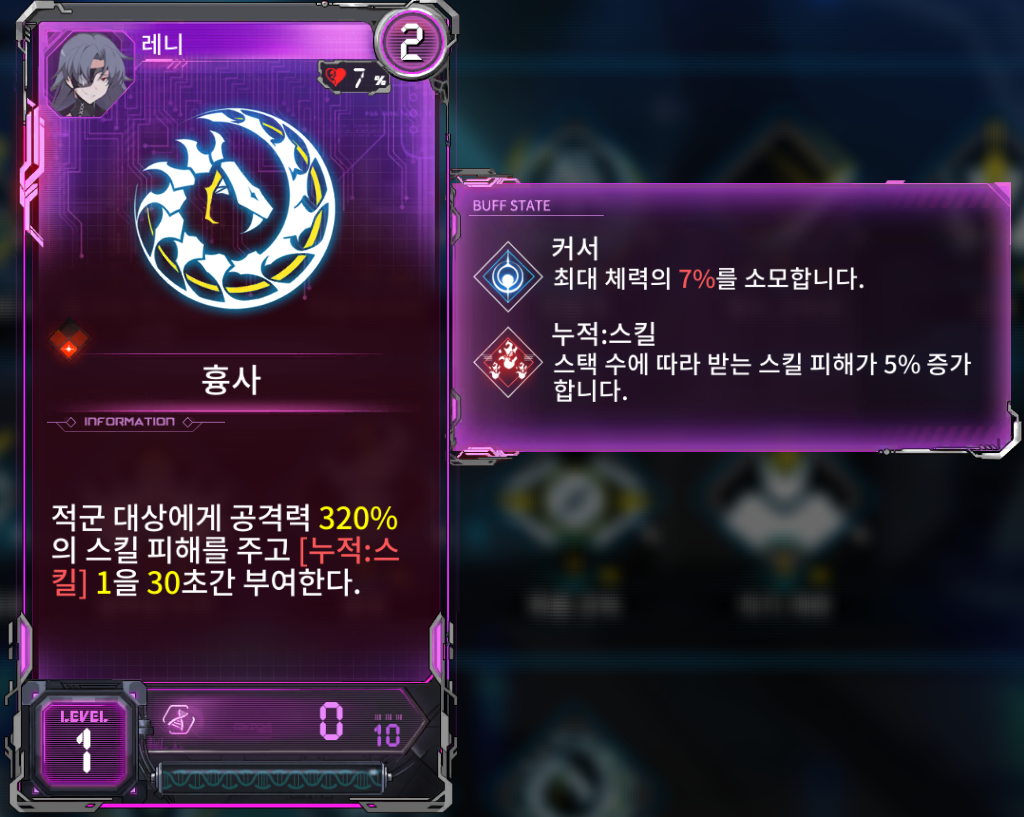 레니
2
7 %
흉사
INFORMATION
적군 대상에게 공격력 320%
의 스킬 피해를 주고 [누적:스
킬] 1을 30초간 부여한다.
LEVEL
1
0
10
BUFF STATE
커서
최대 체력의 7%를 소모합니다.
누적:스킬
스택 수에 따라 받는 스킬 피해가 5% 증가
합니다.